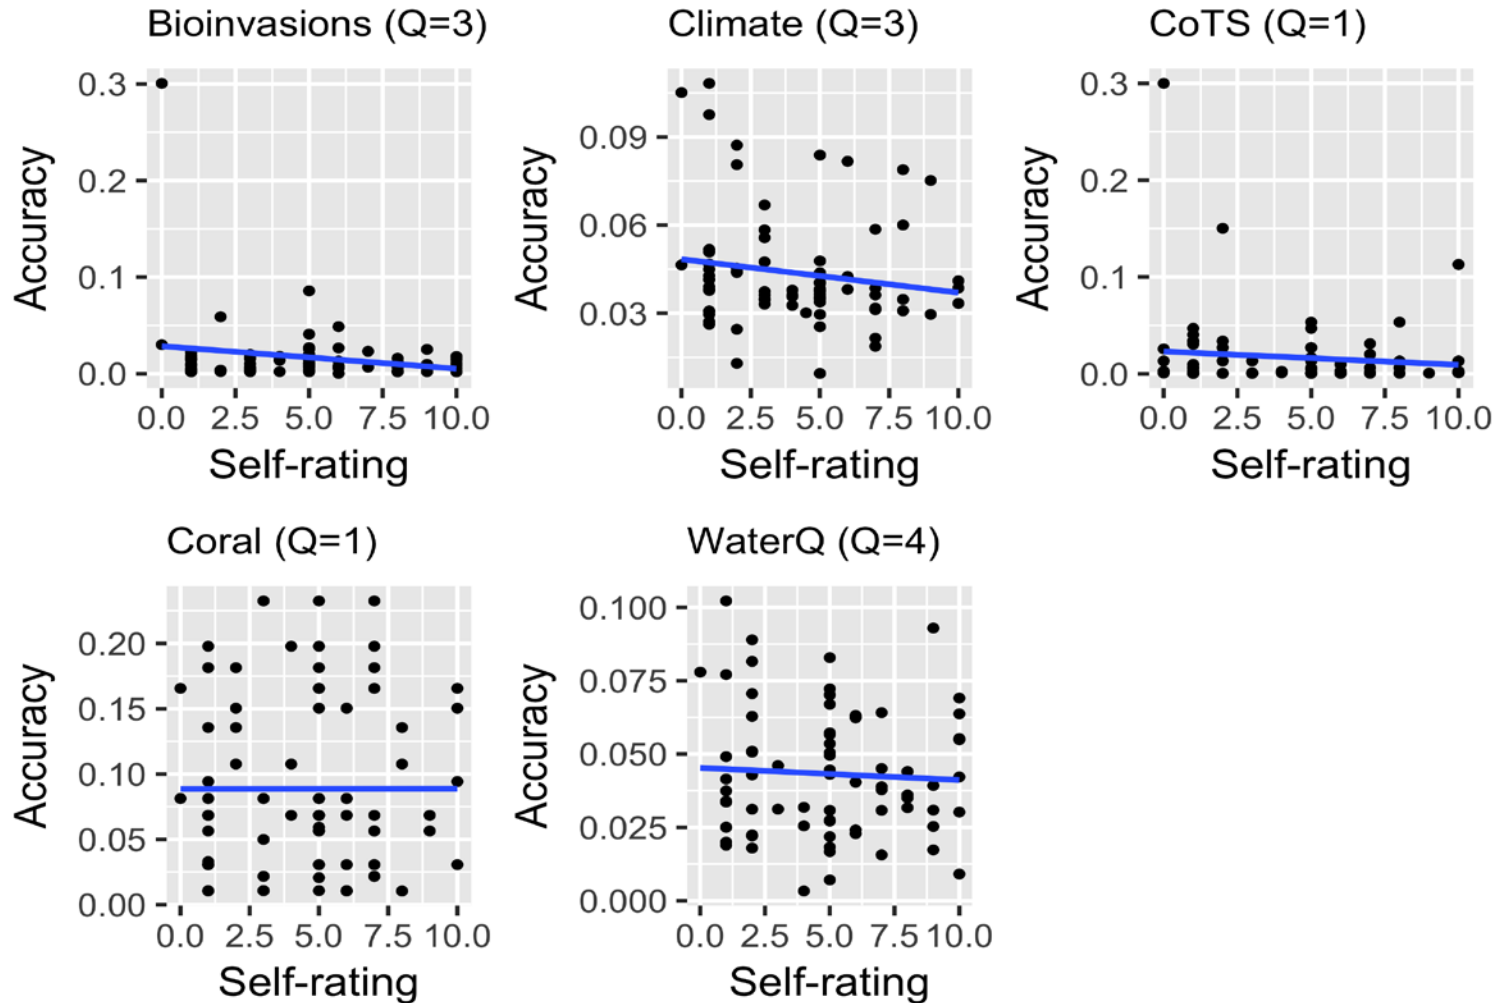 Bioinvasions (Q=3)
Accuracy
0.3
0.2
0.1
0.0
0.0 2.5 5.0 7.5 10.0
Self-rating
Climate (Q=3)
Accuracy
0.09
0.06
0.03
0.0 2.5 5.0 7.5 10.0
Self-rating
CoTS (Q=1)
Accuracy
0.3
0.2
0.1
0.0
0.0 2.5 5.0 7.5 10.0
Self-rating
Coral (Q=1)
Accuracy
0.20
0.15
0.10
0.05
0.00
0.0 2.5 5.0 7.5 10.0
Self-rating
WaterQ (Q=4)
Accuracy
0.100
0.075
0.050
0.025
0.000
0.0 2.5 5.0 7.5 10.0
Self-rating